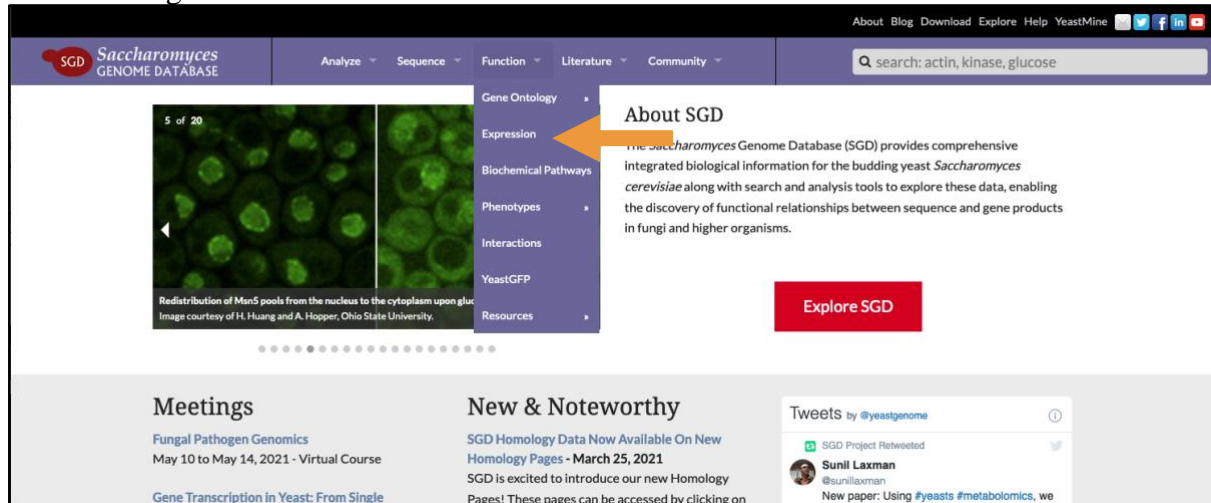 About Blog Download Explore Help YeastMine
SGD Saccharomyces
GENOME DATABASE
Analyze Sequence Function Literature Community
search: actin, kinase, glucose
Gene Ontology
Expression
Biochemical Pathways
Phenotypes
Interactions
YeastGFP
Resources
5 of 20
Redistribution of Msn5 pools from the nucleus to the cytoplasm upon
Image courtesy of H. Huang and A. Hopper, Ohio State University.
About SGD
The Saccharomyces Genome Database (SGD) provides comprehensive
integrated biological information for the budding yeast Saccharomyces
cerevisiae along with search and analysis tools to explore these data, enabling
the discovery of functional relationships between sequence and gene products
in fungi and higher organisms.
Explore SGD
Meetings
Fungal Pathogen Genomics
May 10 to May 14, 2021 - Virtual Course
Gene Transcription in Yeast: From Single
New & Noteworthy
SGD Homology Data Now Available On New
Homology Pages - March 25, 2021
SGD is excited to introduce our new Homology
Pages! These pages can be accessed by clicking on
Tweets by @yeastgenome
SGD Project Retweeted
Sunil Laxman
@sunillaxman
New paper: Using #yeasts #metabolomics, we